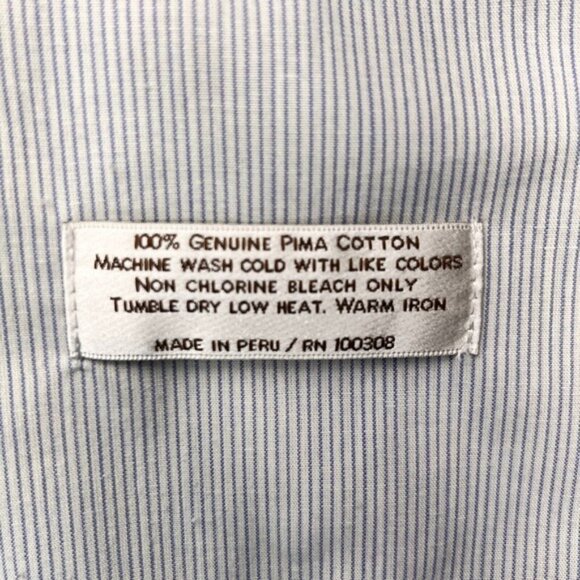 100% GENUINE PIMA COTTON
MACHINE WASH COLD WITH LIKE COLORS
NON CHLORINE BLEACH ONLY
TUMBLE DRY LOW HEAT. WARM IRON
MADE IN PERU / RN 100308